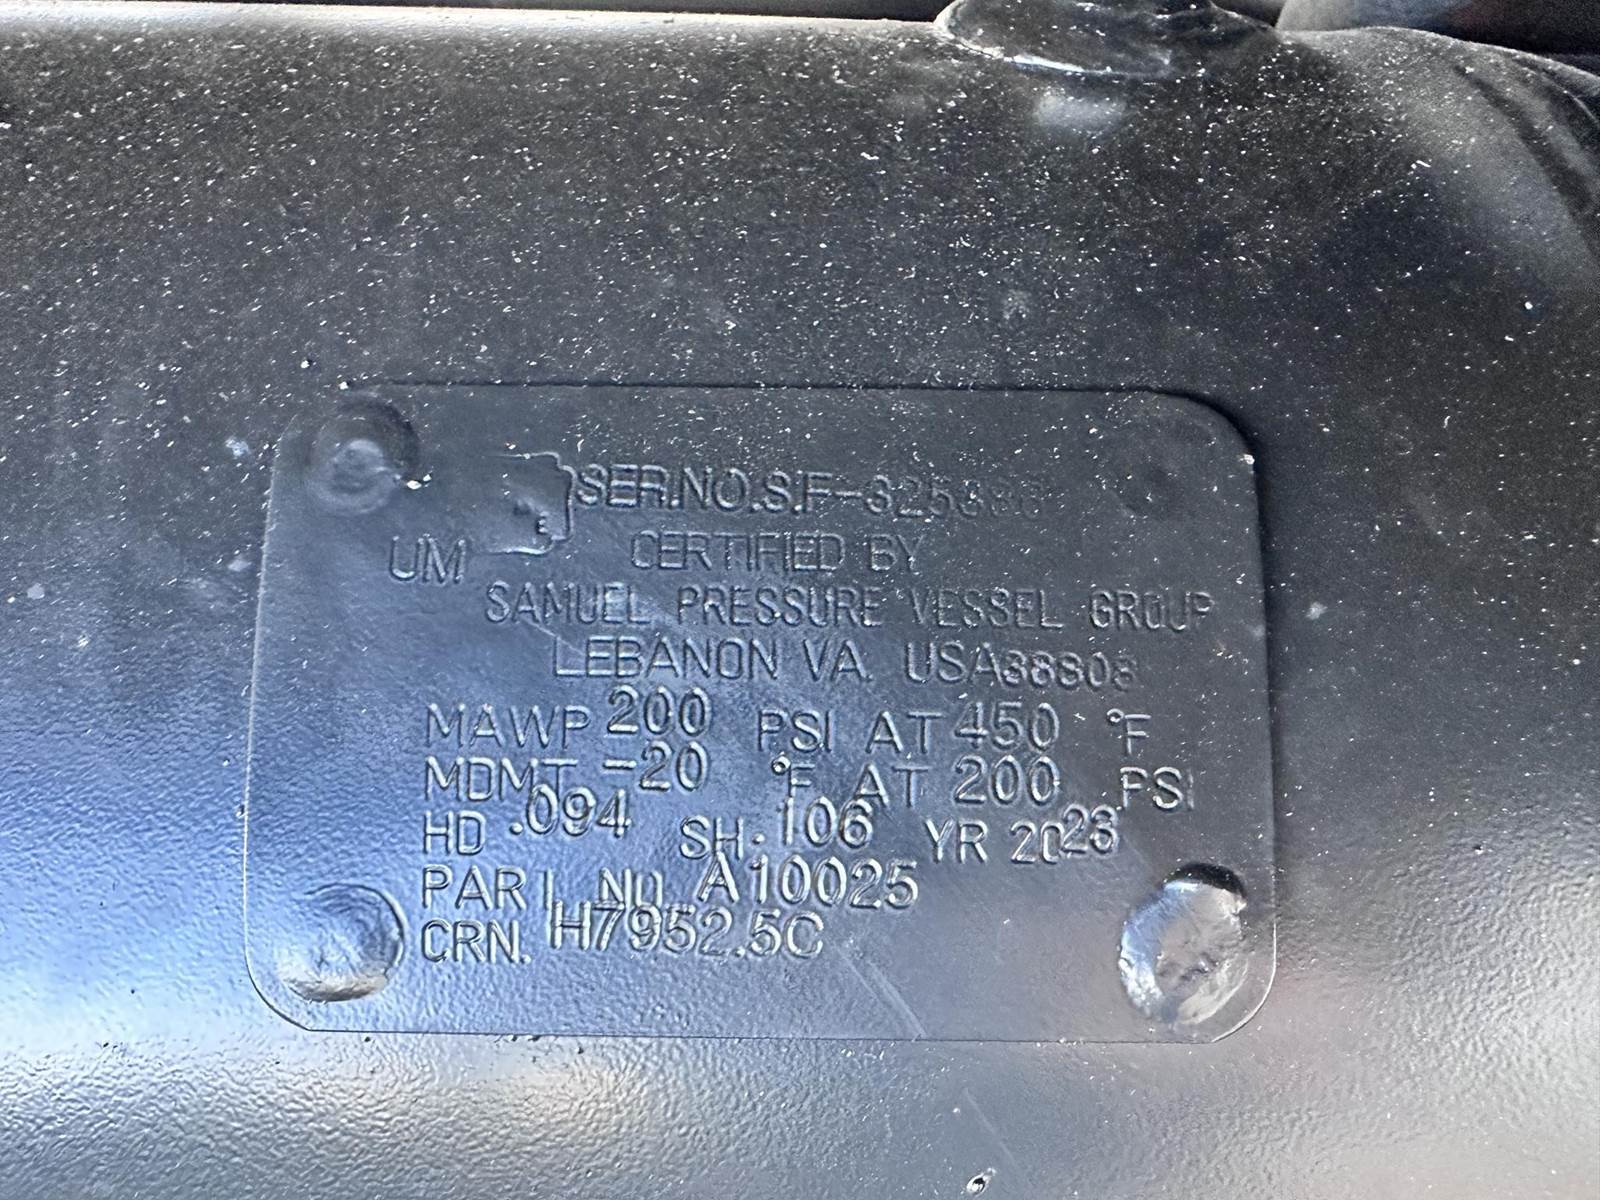 SER.NO.S.F-325386
UM E CERTIFIED BY
SAMUEL PRESSURE VESSEL GROUP
LEBANON VA. USA38808
MAWP 200 PSI AT 450 °F
MDMT -20 °F AT 200 PSI
HD .094 SH .106 YR 2023
PART NO A10025
CRN. H7952.5C